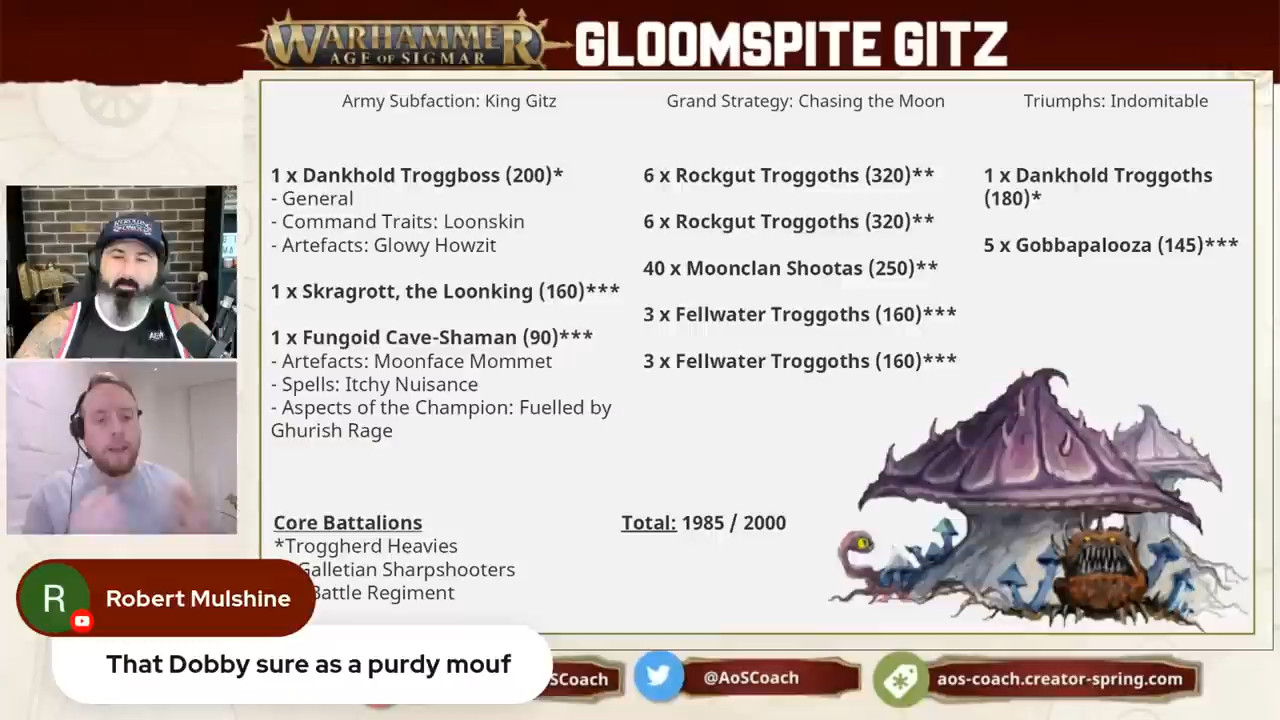 WARHAMMER
AGE OF SIGMAR
GLOOMSPITE GITZ
Army Subfaction: King Gitz
Grand Strategy: Chasing the Moon
Triumphs: Indomitable
1 x Dankhold Troggboss (200)*
- General
- Command Traits: Loonskin
- Artefacts: Glowy Howzit
1 x Skragrott, the Loonking (160)***
1 x Fungoid Cave-Shaman (90)***
- Artefacts: Moonface Mommet
- Spells: Itchy Nuisance
- Aspects of the Champion: Fuelled by
Ghurish Rage
6 x Rockgut Troggoths (320)**
6 x Rockgut Troggoths (320)**
40 x Moonclan Shootas (250)**
3 x Fellwater Troggoths (160)***
3 x Fellwater Troggoths (160)***
1 x Dankhold Troggoths
(180)*
5 x Gobbapalooza (145)***
Core Battalions
*Troggherd Heavies
Galletian Sharpshooters
Battle Regiment
Total: 1985 / 2000
R
Robert Mulshine
That Dobby sure as a purdy mouf
SCoach
@AoSCoach
aos-coach.creator-spring.com